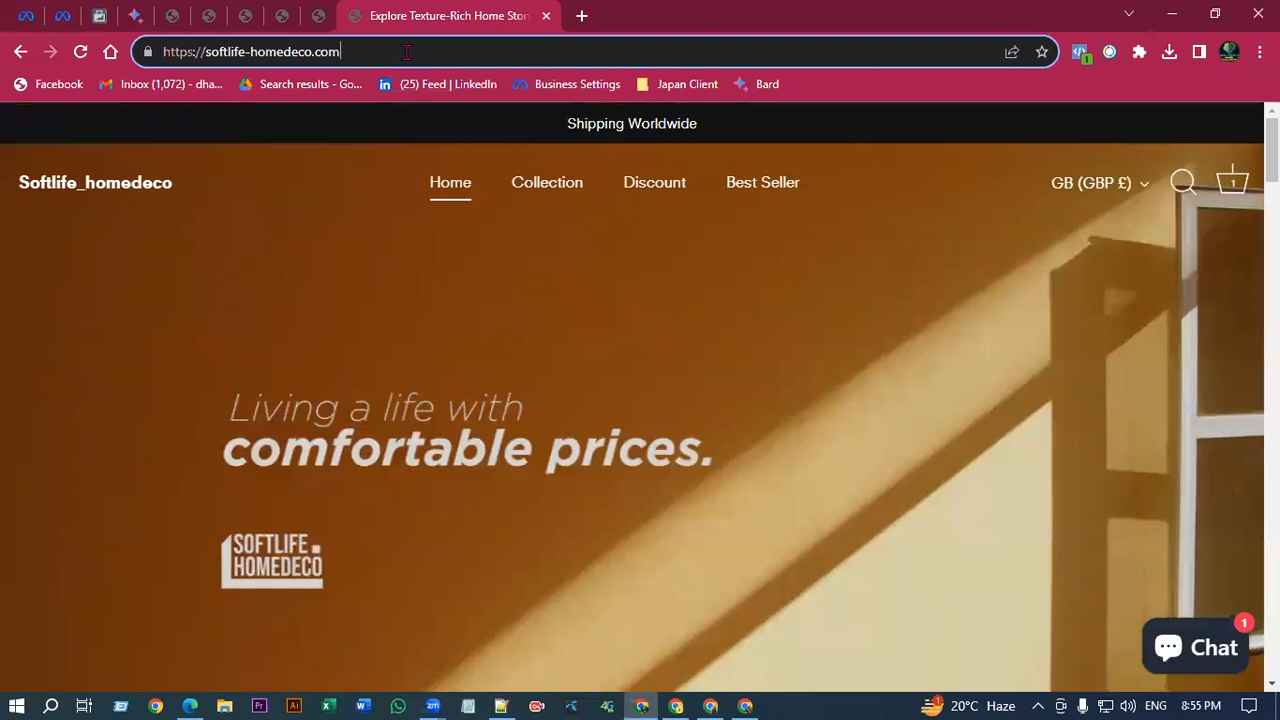 Explore Texture-Rich Home Stor
https://softlife-homedeco.com
1
Facebook
Inbox (1,072) - dha...
Search results - Go...
(25) Feed | LinkedIn
Business Settings
Japan Client
Bard
Shipping Worldwide
Softlife_homedeco
Home
Collection
Discount
Best Seller
GB (GBP £)
1
Living a life with
comfortable prices.
SOFTLIFE
HOMEDECO
1
Chat
1
20°C Haze
ENG
8:55 PM